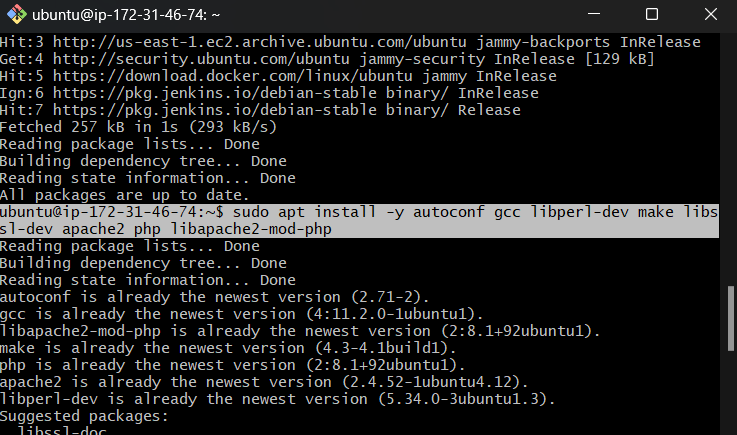 ubuntu@ip-172-31-46-74: ~
Hit:3 http://us-east-1.ec2.archive.ubuntu.com/ubuntu jammy-backports InRelease
Get:4 http://security.ubuntu.com/ubuntu jammy-security InRelease [129 kB]
Hit:5 https://download.docker.com/linux/ubuntu jammy InRelease
Ign:6 https://pkg.jenkins.io/debian-stable binary/ InRelease
Hit:7 https://pkg.jenkins.io/debian-stable binary/ Release
Fetched 257 kB in 1s (293 kB/s)
Reading package lists... Done
Building dependency tree... Done
Reading state information... Done
All packages are up to date.
ubuntu@ip-172-31-46-74:~$ sudo apt install -y autoconf gcc libperl-dev make libs
sl-dev apache2 php libapache2-mod-php
Reading package lists... Done
Building dependency tree... Done
Reading state information... Done
autoconf is already the newest version (2.71-2).
gcc is already the newest version (4:11.2.0-1ubuntu1).
libapache2-mod-php is already the newest version (2:8.1+92ubuntu1).
make is already the newest version (4.3-4.1build1).
php is already the newest version (2:8.1+92ubuntu1).
apache2 is already the newest version (2.4.52-1ubuntu4.12).
libperl-dev is already the newest version (5.34.0-3ubuntu1.3).
Suggested packages:
libssl-doc